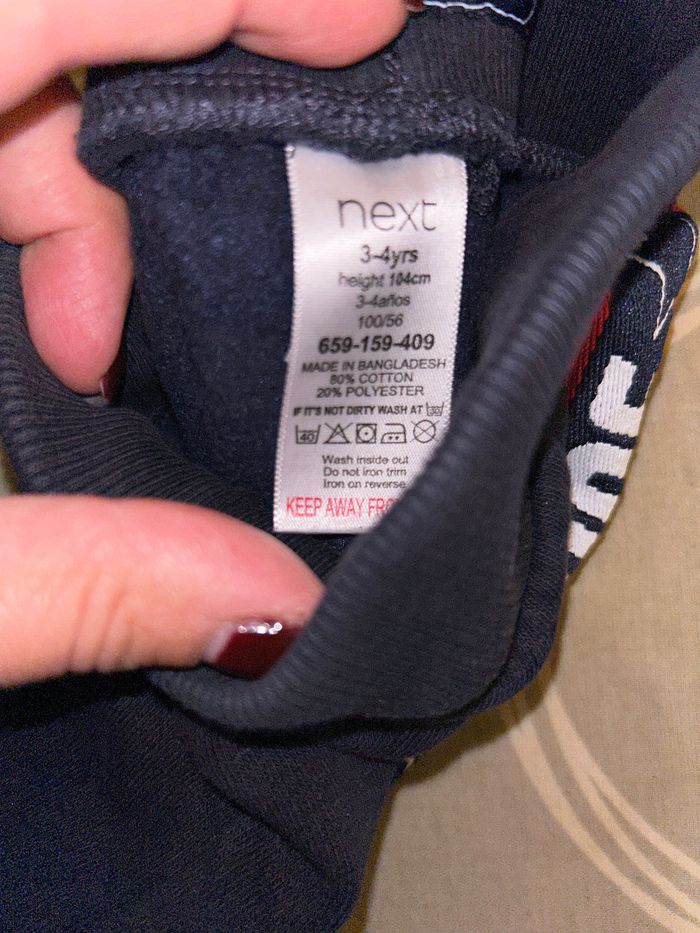 next
3-4yrs
height 104cm
3-4años
100/56
659-159-409
MADE IN BANGLADESH
80% COTTON
20% POLYESTER
IF IT'S NOT DIRTY WASH AT 30
40
Wash inside out
Do not iron trim
Iron on reverse
KEEP AWAY